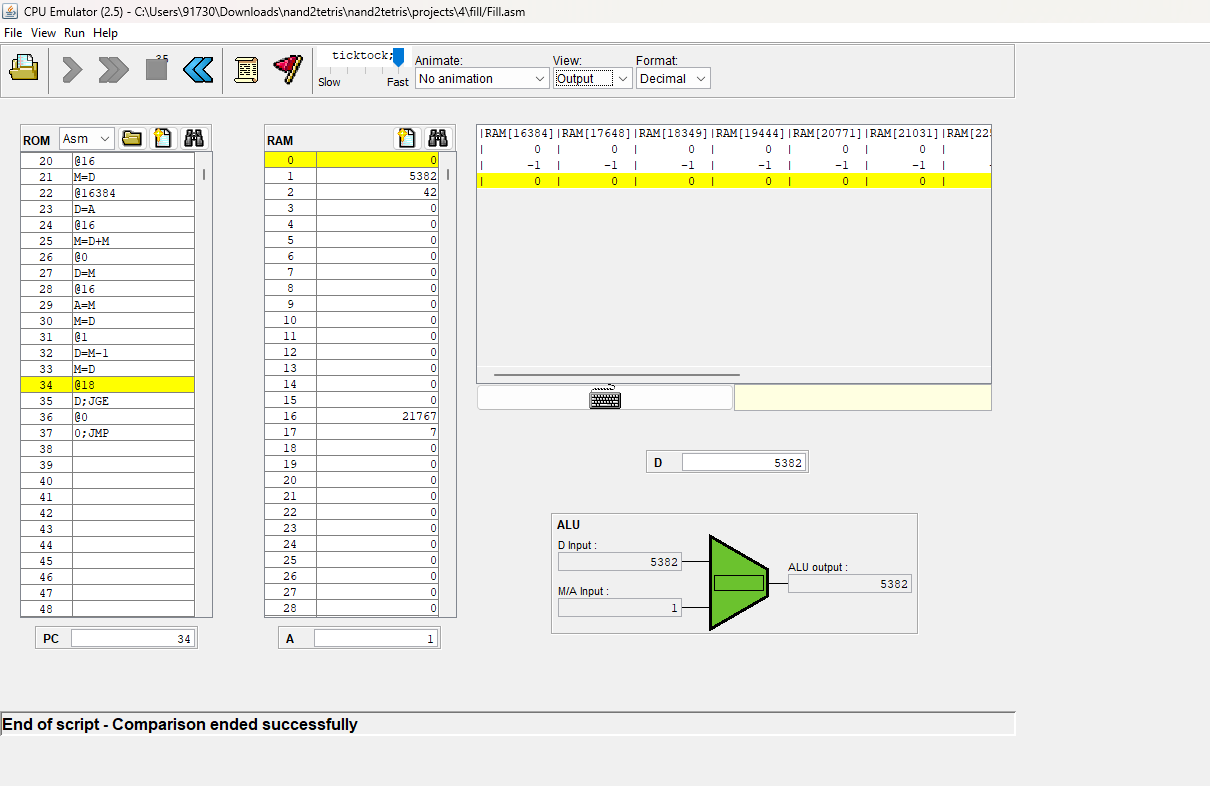 CPU Emulator (2.5) - C:\Users\91730\Downloads\nand2tetris\nand2tetris\projects\4\fill/Fill.asm
File View Run Help
ticktock;
Slow Fast
Animate:
No animation
View:
Output
Format:
Decimal
ROM Asm
20 @16
21 M=D
22 @16384
23 D=A
24 @16
25 M=D+M
26 @0
27 D=M
28 @16
29 A=M
30 M=D
31 @1
32 D=M-1
33 M=D
34 @18
35 D;JGE
36 @0
37 0;JMP
38
39
40
41
42
43
44
45
46
47
48
PC 34
RAM
0 0
1 5382
2 42
3 0
4 0
5 0
6 0
7 0
8 0
9 0
10 0
11 0
12 0
13 0
14 0
15 0
16 21767
17 7
18 0
19 0
20 0
21 0
22 0
23 0
24 0
25 0
26 0
27 0
28 0
A 1
|RAM[16384]|RAM[17648]|RAM[18349]|RAM[19444]|RAM[20771]|RAM[21031]|RAM[225
| 0 | 0 | 0 | 0 | 0 | 0 |
| -1 | -1 | -1 | -1 | -1 | -1 | -
| 0 | 0 | 0 | 0 | 0 | 0 |
D 5382
ALU
D Input :
5382
M/A Input :
1
ALU output :
5382
End of script - Comparison ended successfully